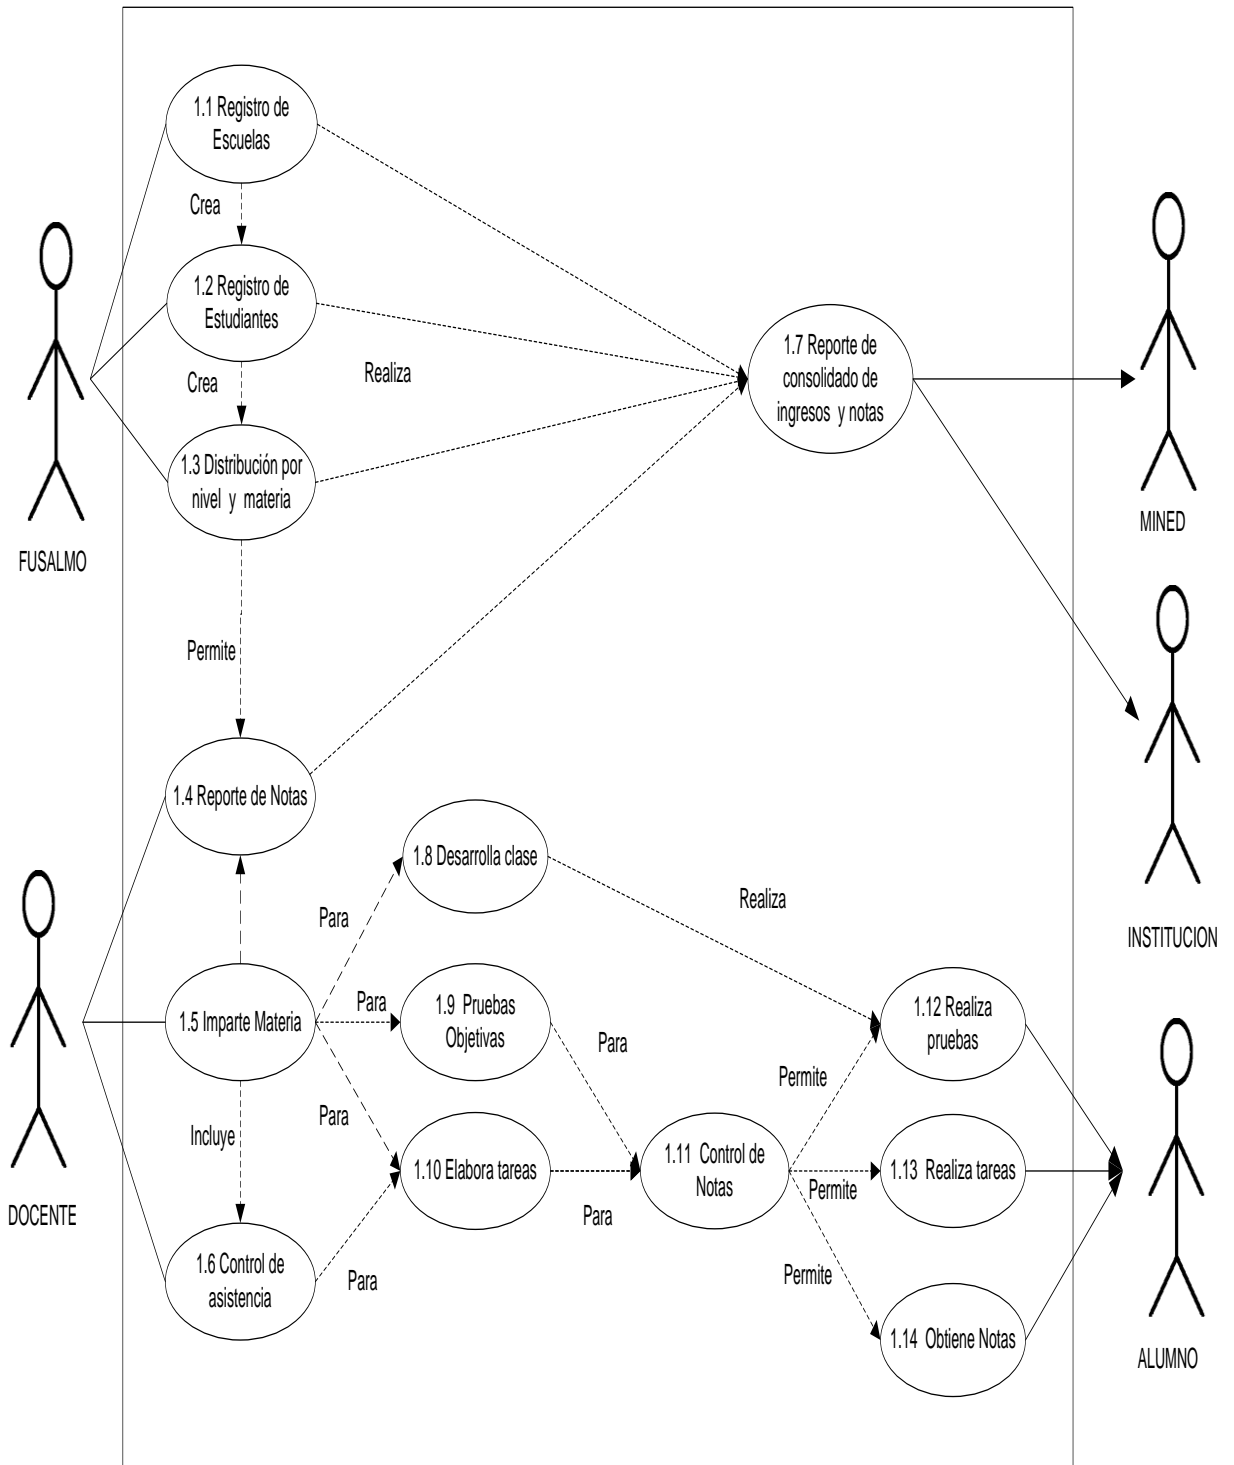 1.1 Registro de
Escuelas
Crea
1.2 Registro de
Estudiantes
Crea
Realiza
1.3 Distribución por
nivel y materia
1.7 Reporte de
consolidado de
ingresos y notas
FUSALMO
MINED
Permite
1.4 Reporte de Notas
1.8 Desarrolla clase
Realiza
Para
INSTITUCION
1.5 Imparte Materia
Para
1.9 Pruebas
Objetivas
Para
1.12 Realiza
pruebas
Permite
Para
Incluye
1.10 Elabora tareas
1.11 Control de
Notas
1.13 Realiza tareas
Permite
Para
DOCENTE
1.6 Control de
asistencia
Para
Permite
1.14 Obtiene Notas
ALUMNO